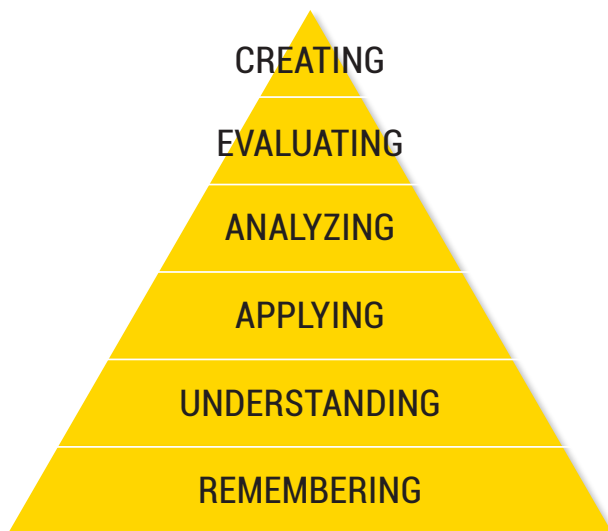 CREATING
EVALUATING
ANALYZING
APPLYING
UNDERSTANDING
REMEMBERING